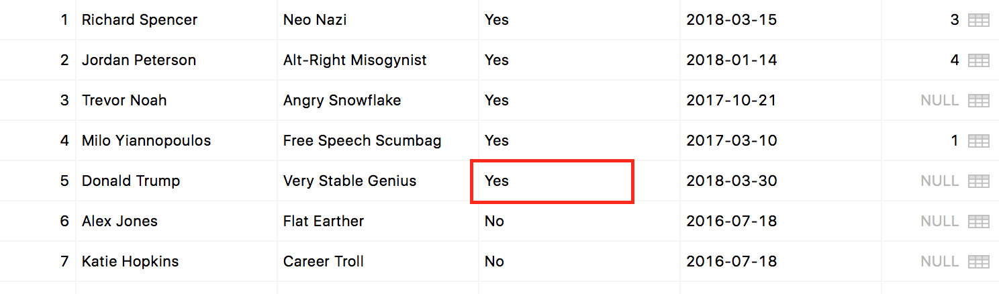 1 Richard Spencer Neo Nazi Yes 2018-03-15 3
2 Jordan Peterson Alt-Right Misogynist Yes 2018-01-14 4
3 Trevor Noah Angry Snowflake Yes 2017-10-21 NULL
4 Milo Yiannopoulos Free Speech Scumbag Yes 2017-03-10 1
5 Donald Trump Very Stable Genius Yes 2018-03-30 NULL
6 Alex Jones Flat Earther No 2016-07-18 NULL
7 Katie Hopkins Career Troll No 2016-07-18 NULL